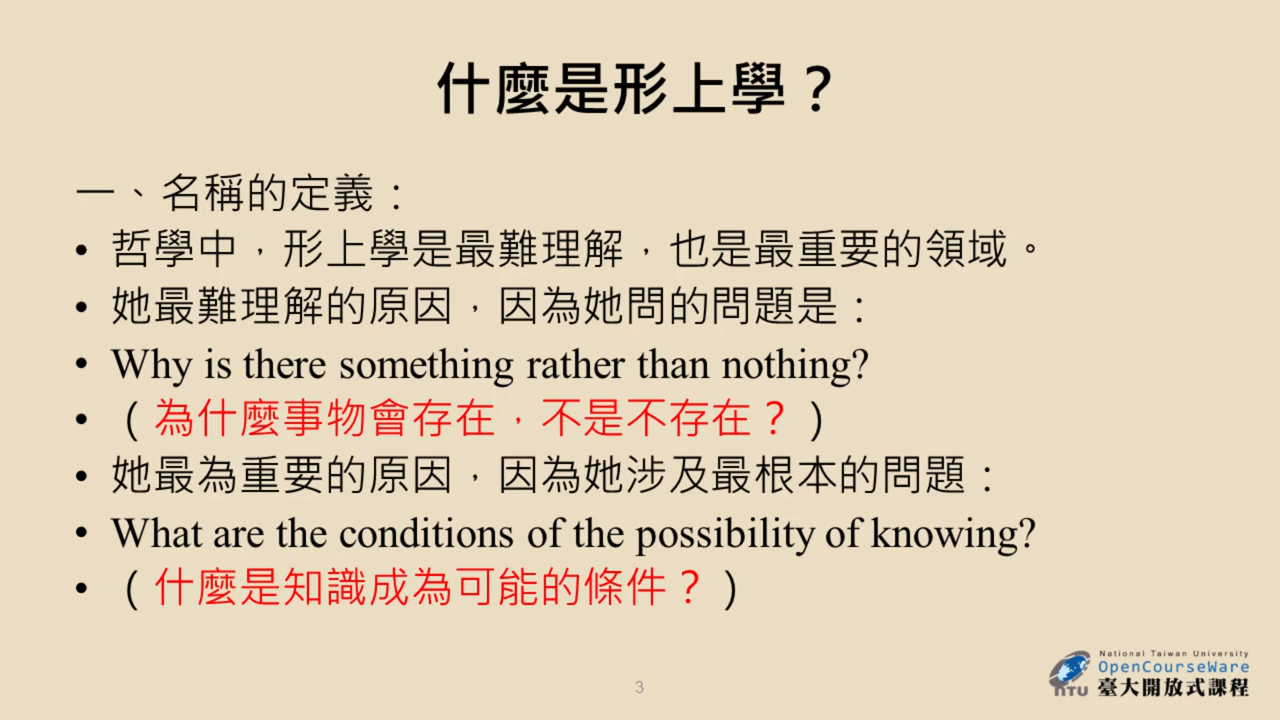 什麼是形上學？
一、名稱的定義：
• 哲學中，形上學是最難理解，也是最重要的領域。
• 她最難理解的原因，因為她問的問題是：
• Why is there something rather than nothing?
• （為什麼事物會存在，不是不存在？）
• 她最為重要的原因，因為她涉及最根本的問題：
• What are the conditions of the possibility of knowing?
• （什麼是知識成為可能的條件？）
3
National Taiwan University
OpenCourseWare
NTU 臺大開放式課程